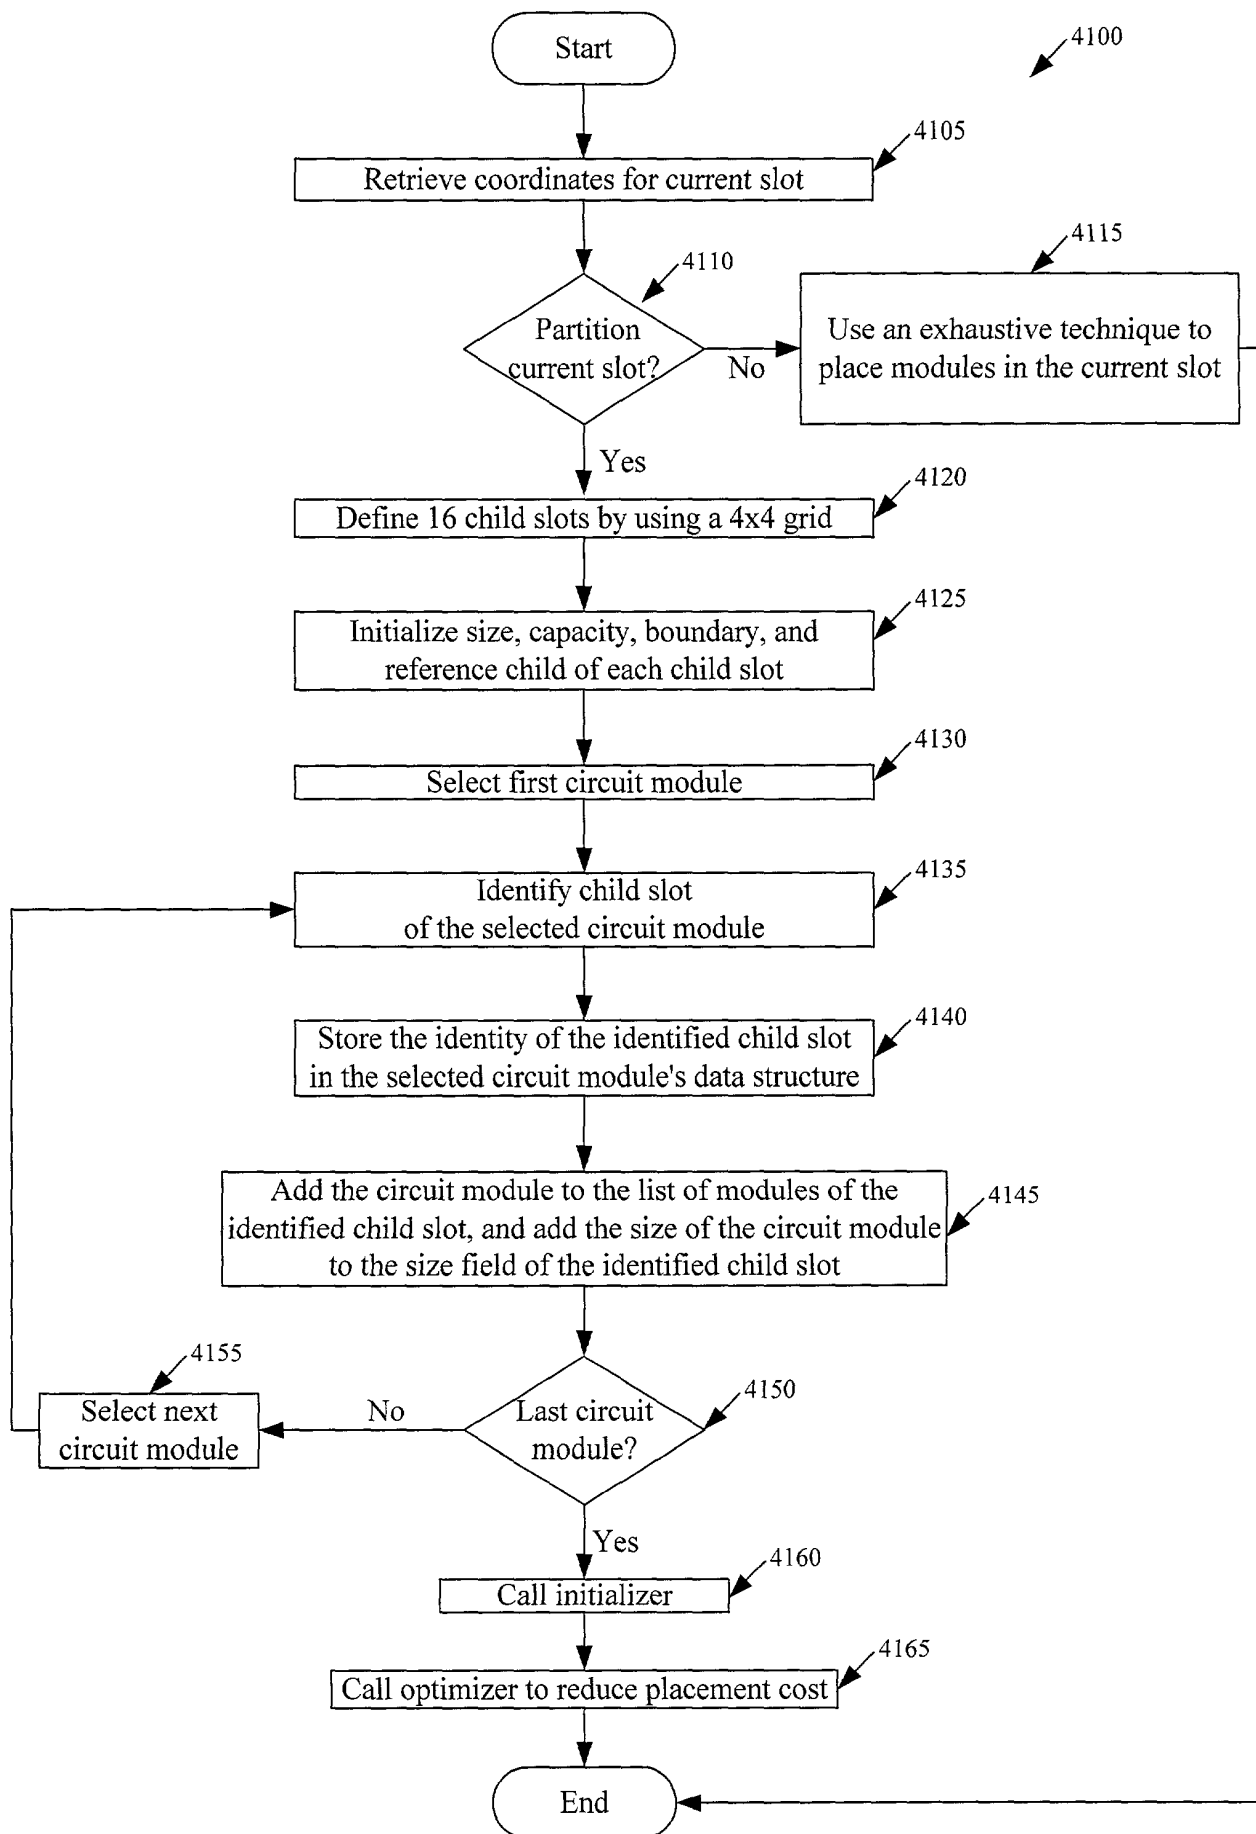 Start
4100
4105
Retrieve coordinates for current slot
4110
4115
Partition
current slot?
No
Use an exhaustive technique to
place modules in the current slot
Yes
4120
Define 16 child slots by using a 4x4 grid
4125
Initialize size, capacity, boundary, and
reference child of each child slot
4130
Select first circuit module
4135
Identify child slot
of the selected circuit module
4140
Store the identity of the identified child slot
in the selected circuit module's data structure
4145
Add the circuit module to the list of modules of the
identified child slot, and add the size of the circuit module
to the size field of the identified child slot
4155
Select next
circuit module
No
4150
Last circuit
module?
Yes
4160
Call initializer
4165
Call optimizer to reduce placement cost
End